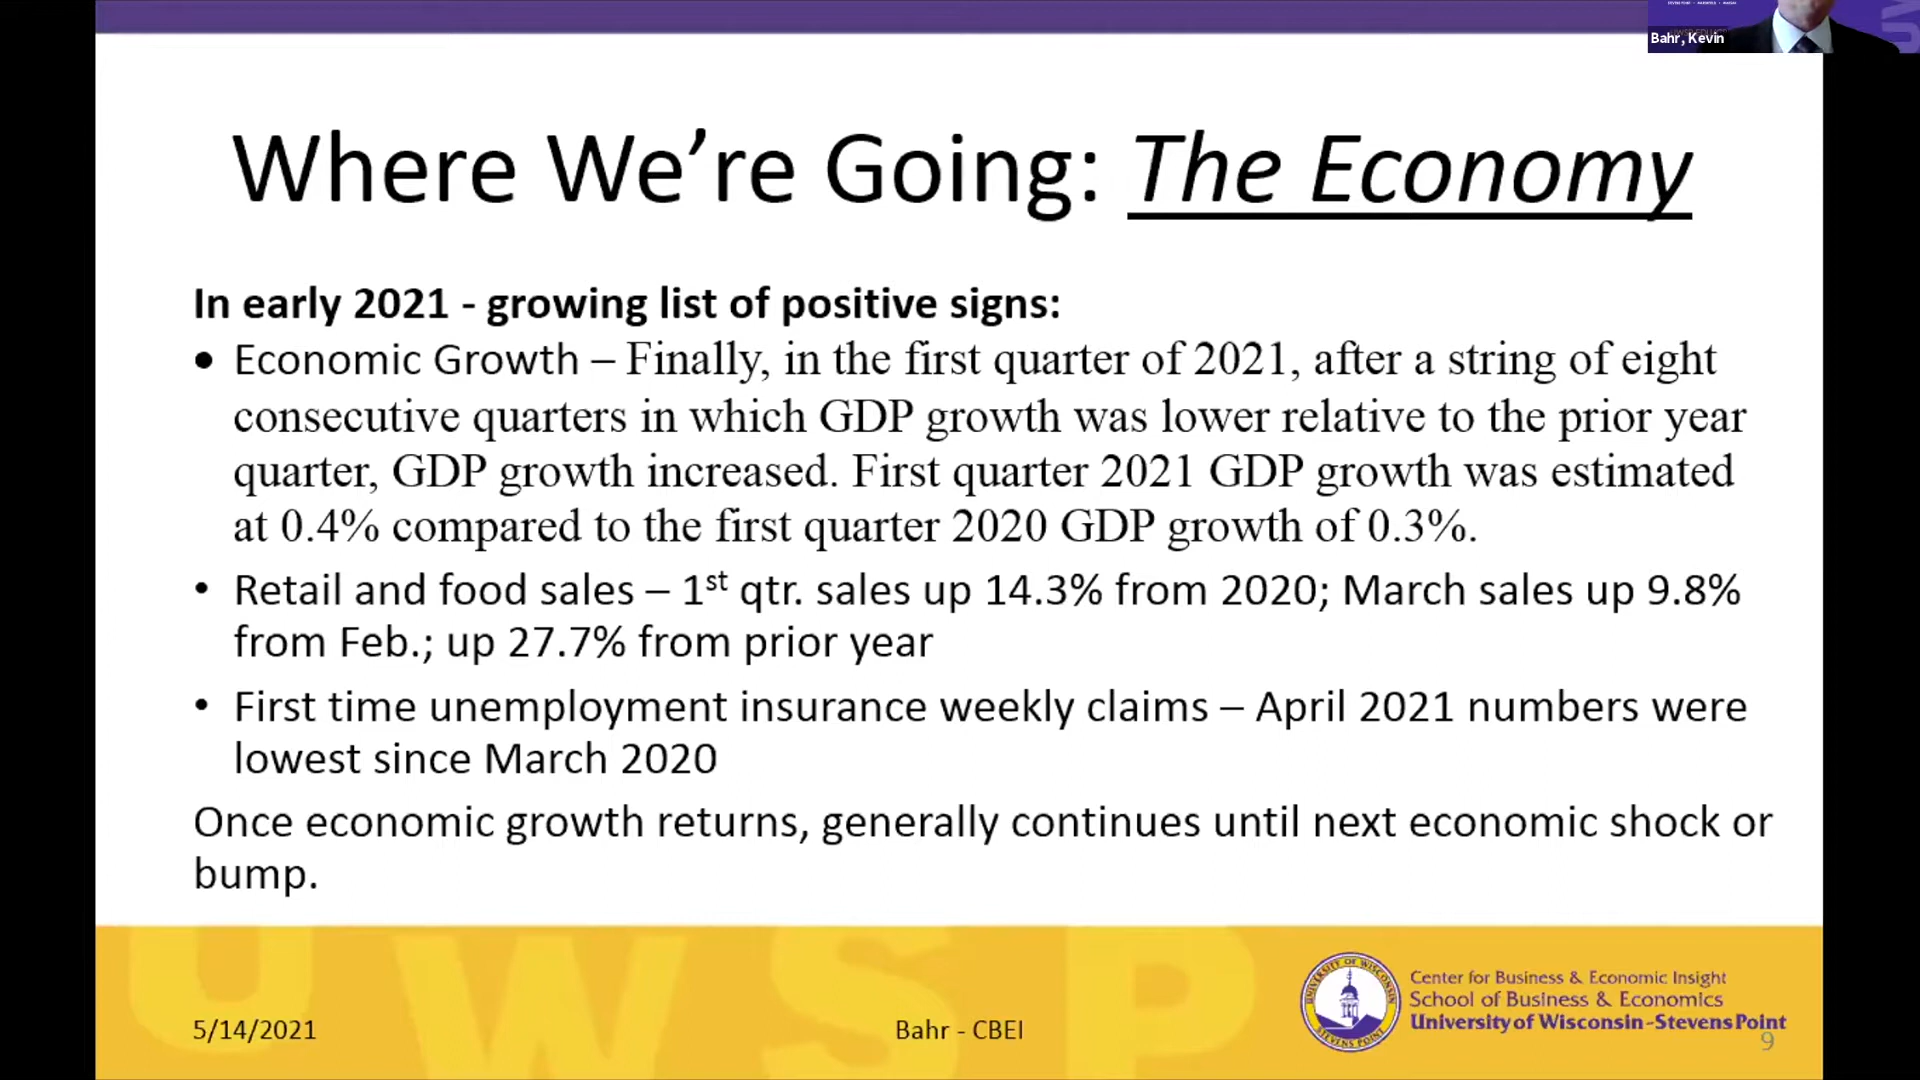 Bahr, Kevin
Where We’re Going: The Economy
In early 2021 - growing list of positive signs:
• Economic Growth – Finally, in the first quarter of 2021, after a string of eight
consecutive quarters in which GDP growth was lower relative to the prior year
quarter, GDP growth increased. First quarter 2021 GDP growth was estimated
at 0.4% compared to the first quarter 2020 GDP growth of 0.3%.
• Retail and food sales – 1st qtr. sales up 14.3% from 2020; March sales up 9.8%
from Feb.; up 27.7% from prior year
• First time unemployment insurance weekly claims – April 2021 numbers were
lowest since March 2020
Once economic growth returns, generally continues until next economic shock or
bump.
UWSP
UNIVERSITY OF WISCONSIN
STEVENS POINT
Center for Business & Economic Insight
School of Business & Economics
University of Wisconsin-Stevens Point
5/14/2021
Bahr - CBEI
9